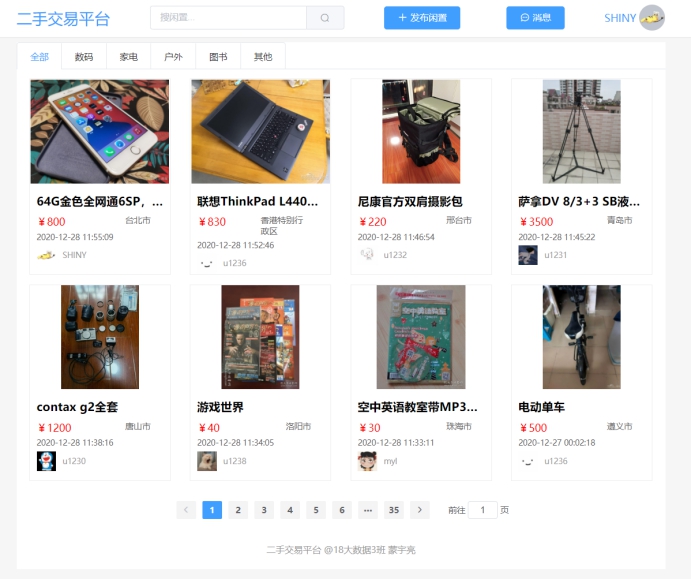 二手交易平台
搜闲置...
发布闲置
消息
SHINY
全部 数码 家电 户外 图书 其他
64G金色全网通6SP，...
¥800 台北市
2020-12-28 11:55:09
SHINY
联想ThinkPad L440...
¥830 香港特别行
政区
2020-12-28 11:52:46
u1236
尼康官方双肩摄影包
¥220 邢台市
2020-12-28 11:46:54
u1232
萨拿DV 8/3+3 SB液...
¥3500 青岛市
2020-12-28 11:45:22
u1231
contax g2全套
¥1200 唐山市
2020-12-28 11:38:16
u1230
游戏世界
¥40 洛阳市
2020-12-28 11:34:05
u1238
空中英语教室带MP3...
¥30 珠海市
2020-12-28 11:33:11
myl
电动单车
¥500 遵义市
2020-12-27 00:02:18
u1236
1 2 3 4 5 6 ... 35 前往 1 页
二手交易平台 @18大数据3班 蒙宇亮